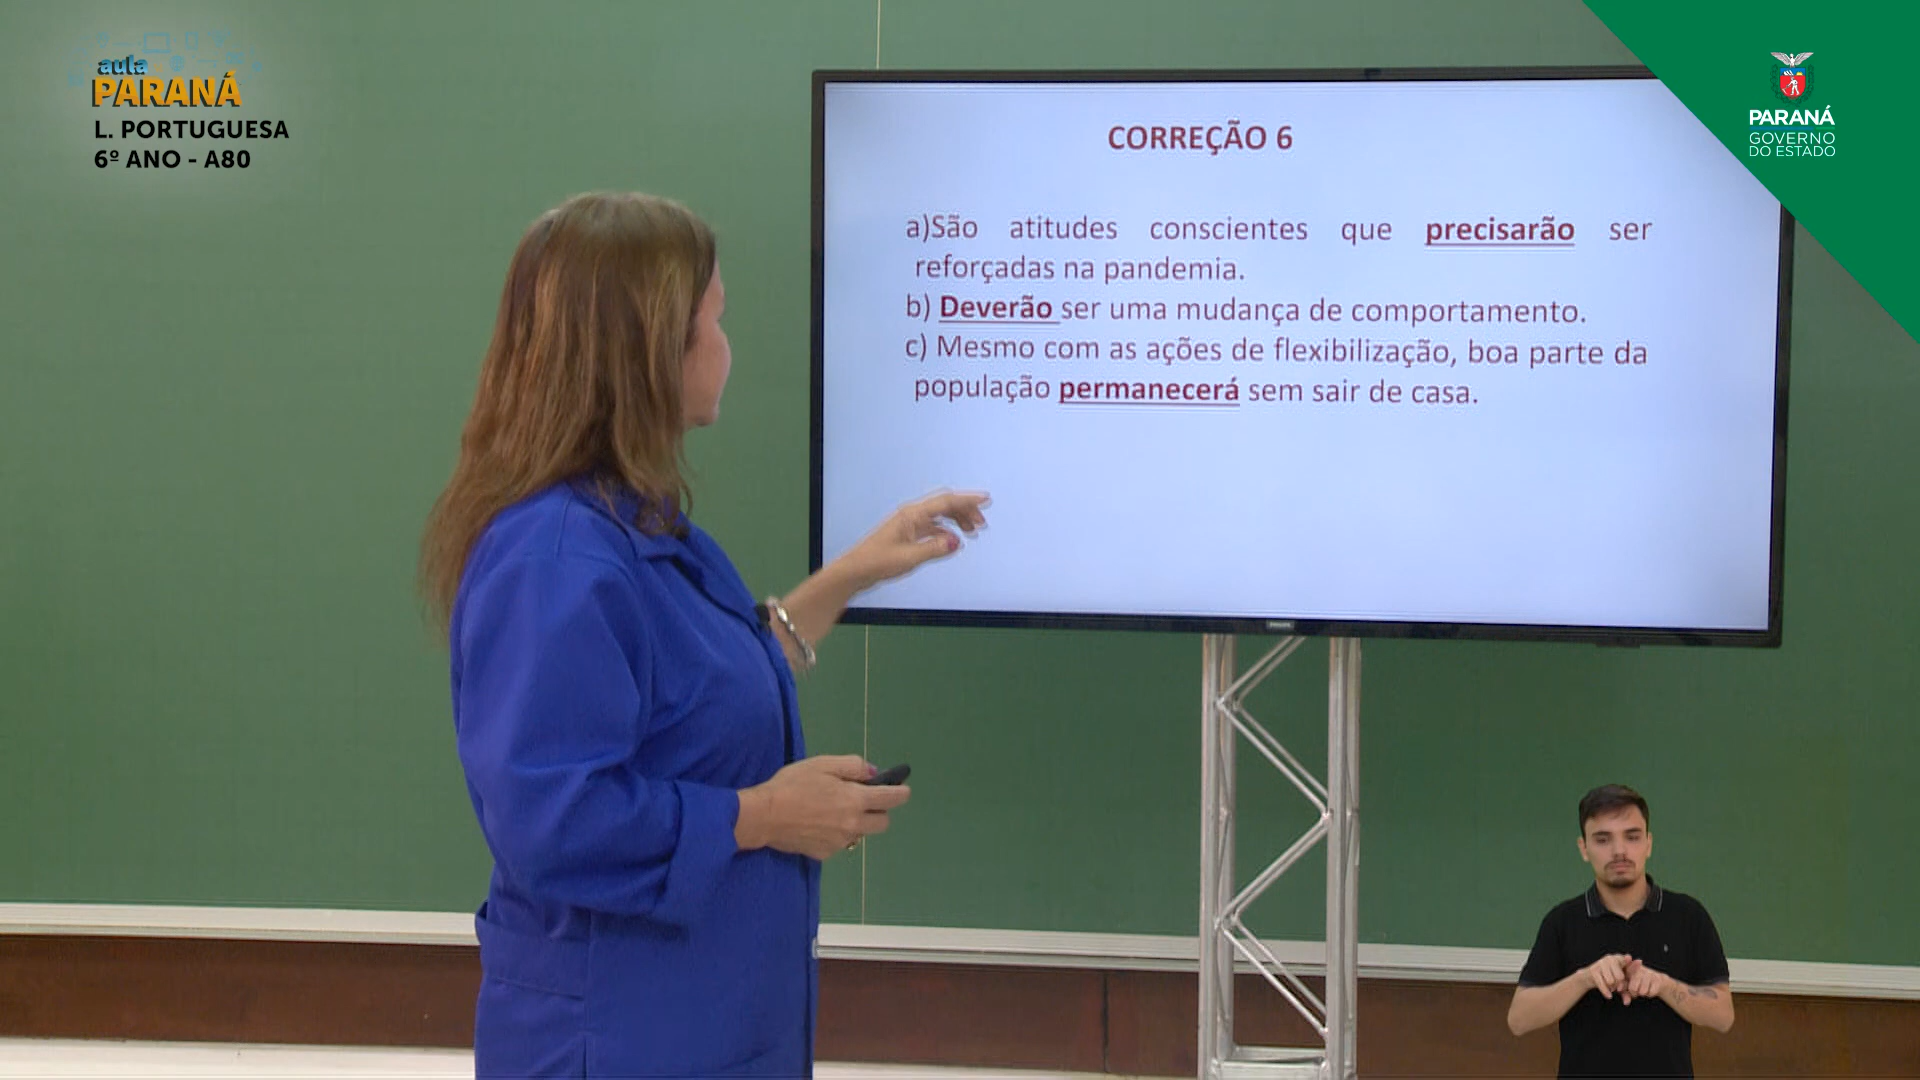 aula
PARANÁ
L. PORTUGUESA
6º ANO - A80
PARANÁ
GOVERNO
DO ESTADO
CORREÇÃO 6
a)São atitudes conscientes que precisarão ser
reforçadas na pandemia.
b) Deverão ser uma mudança de comportamento.
c) Mesmo com as ações de flexibilização, boa parte da
população permanecerá sem sair de casa.